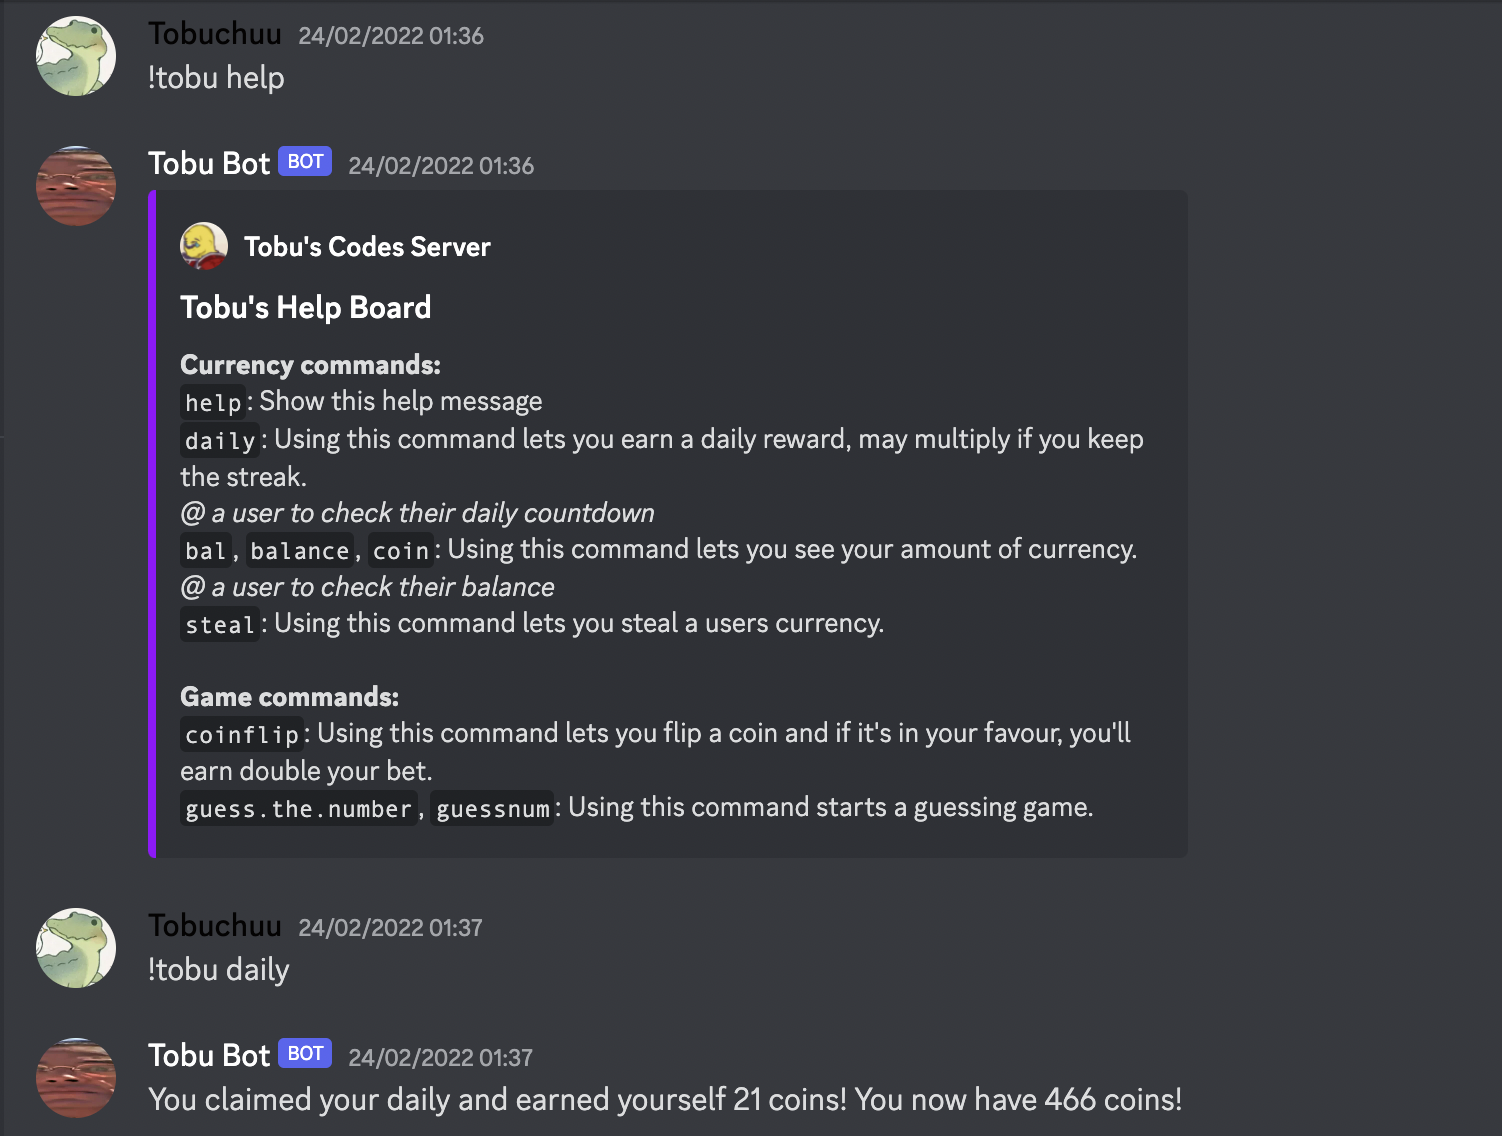 Tobuchuu 24/02/2022 01:36
!tobu help
Tobu Bot BOT 24/02/2022 01:36
Tobu's Codes Server
Tobu's Help Board
Currency commands:
help: Show this help message
daily: Using this command lets you earn a daily reward, may multiply if you keep
the streak.
@ a user to check their daily countdown
bal, balance, coin: Using this command lets you see your amount of currency.
@ a user to check their balance
steal: Using this command lets you steal a users currency.
Game commands:
coinflip: Using this command lets you flip a coin and if it's in your favour, you'll
earn double your bet.
guess.the.number, guessnum: Using this command starts a guessing game.
Tobuchuu 24/02/2022 01:37
!tobu daily
Tobu Bot BOT 24/02/2022 01:37
You claimed your daily and earned yourself 21 coins! You now have 466 coins!